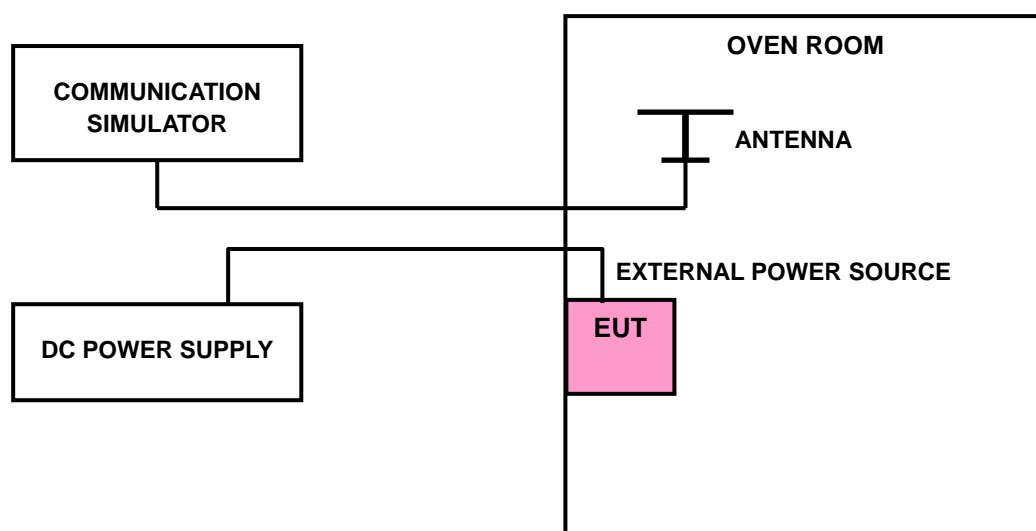 OVEN ROOM
COMMUNICATION
SIMULATOR
ANTENNA
EXTERNAL POWER SOURCE
EUT
DC POWER SUPPLY